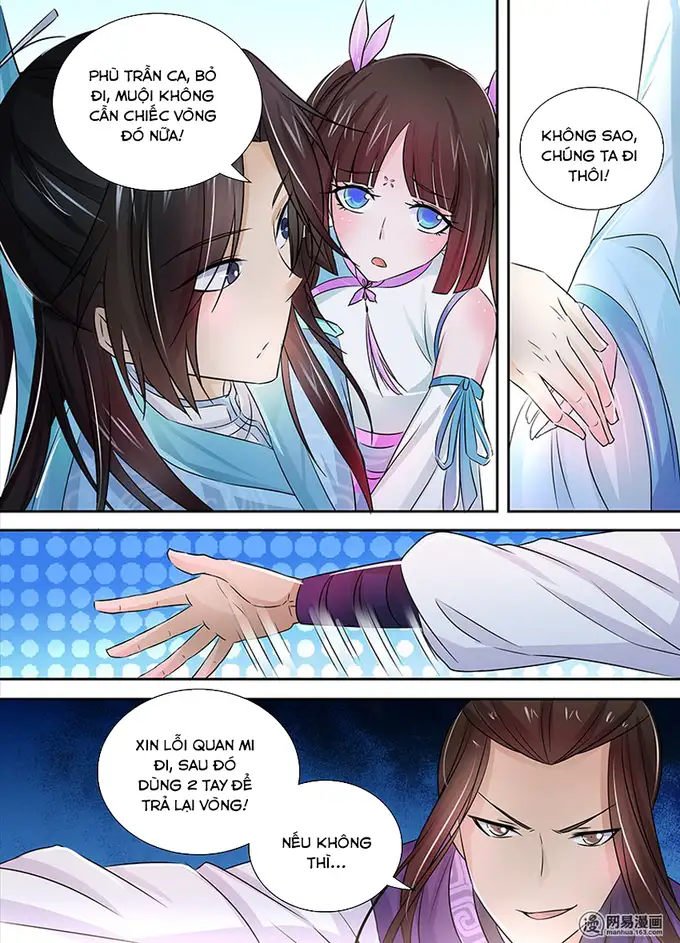 PHÙ TRẦN CA, BỎ
ĐI, MUỘI KHÔNG
CẦN CHIẾC VÒNG
ĐÓ NỮA!
KHÔNG SAO,
CHÚNG TA ĐI
THÔI!
XIN LỖI QUAN MI
ĐI, SAU ĐÓ
DÙNG 2 TAY ĐỂ
TRẢ LẠI VÒNG!
NẾU KHÔNG
THÌ...
漫 网易漫画
manhua.163.com